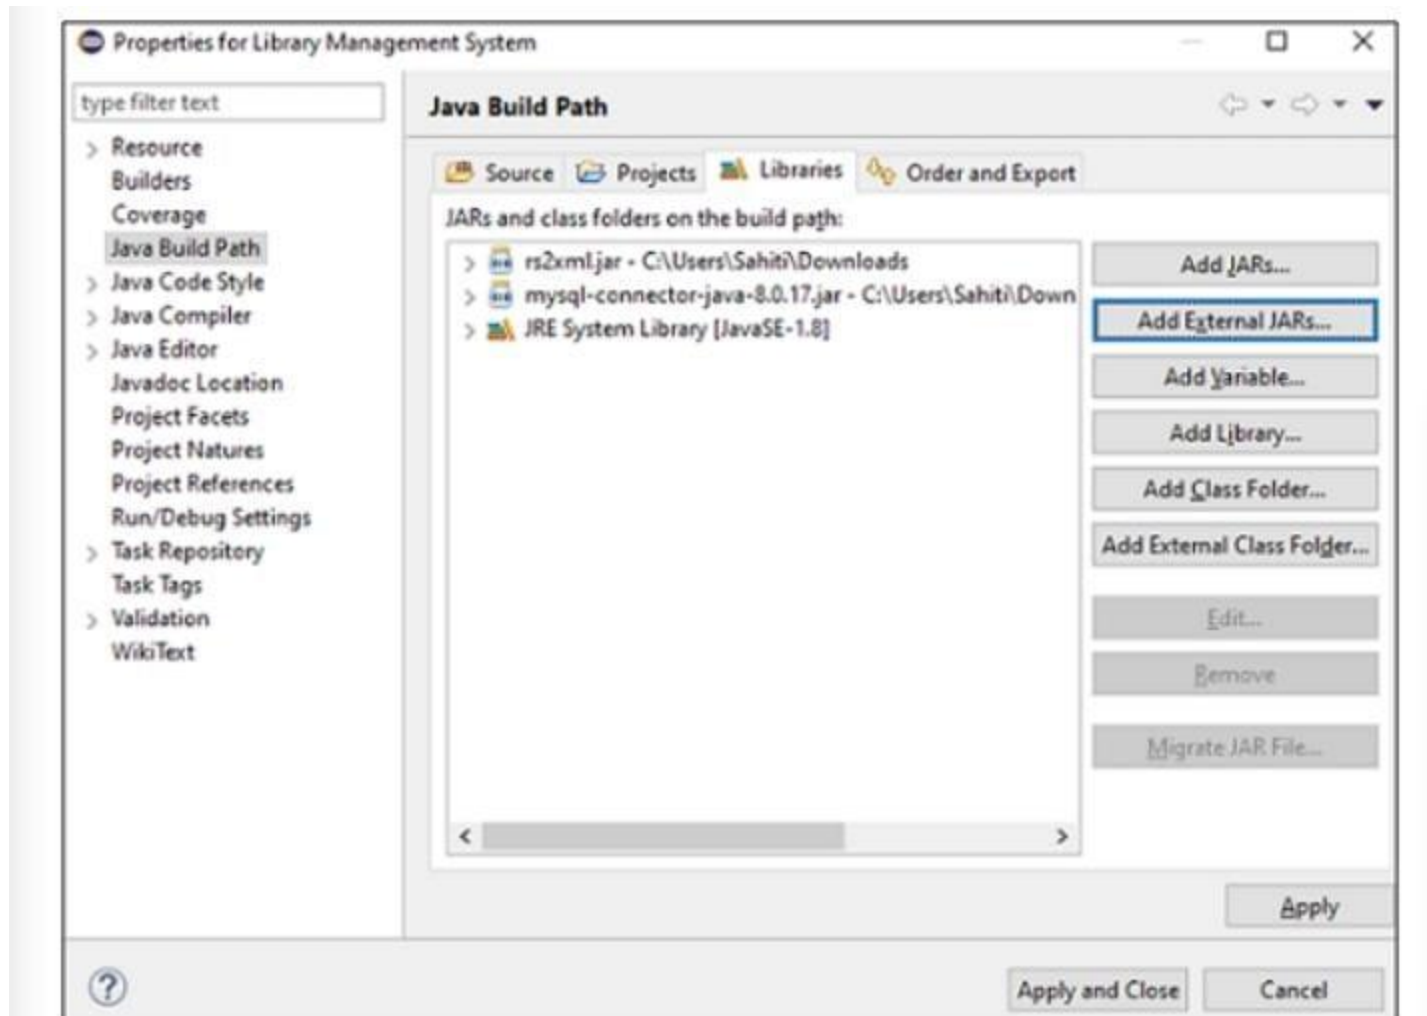 Properties for Library Management System
type filter text
Resource
Builders
Coverage
Java Build Path
Java Code Style
Java Compiler
Java Editor
Javadoc Location
Project Facets
Project Natures
Project References
Run/Debug Settings
Task Repository
Task Tags
Validation
WikiText
Java Build Path
Source Projects Libraries Order and Export
JARs and class folders on the build path:
rs2xml.jar - C:\Users\Sahiti\Downloads
mysql-connector-java-8.0.17.jar - C:\Users\Sahiti\Down
JRE System Library [JavaSE-1.8]
Add JARs...
Add External JARs...
Add Variable...
Add Library...
Add Class Folder...
Add External Class Folder...
Edit...
Remove
Migrate JAR File...
Apply
Apply and Close Cancel